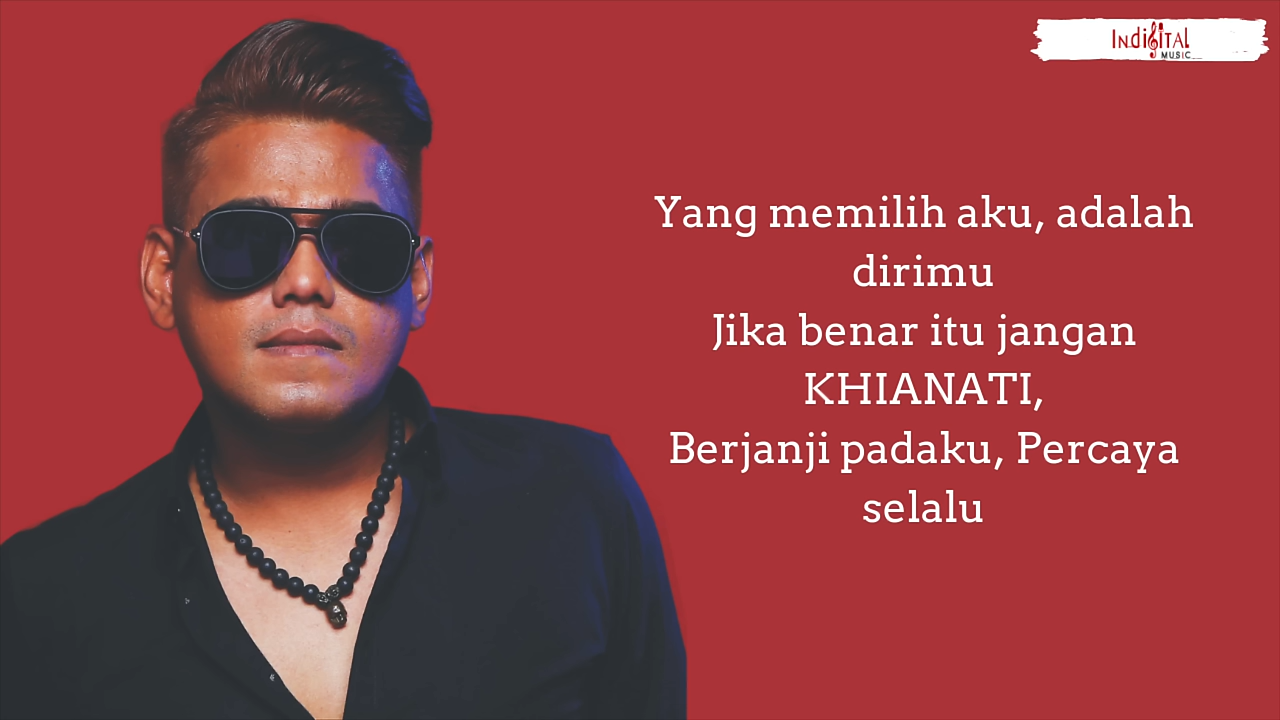 INDIGITAL
MUSIC
Yang memilih aku, adalah
dirimu
Jika benar itu jangan
KHIANATI,
Berjanji padaku, Percaya
selalu